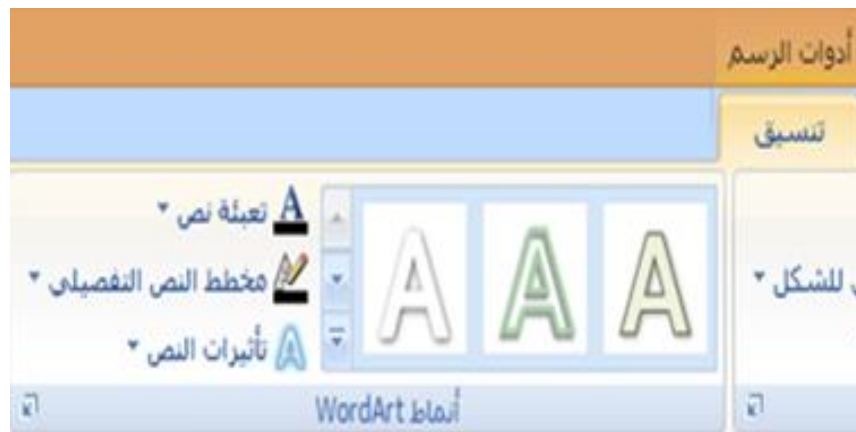 أدوات الرسم
تنسيق
للشكل
تعبئة نص
مخطط النص التفصيلي
تأثيرات النص
أنماط WordArt